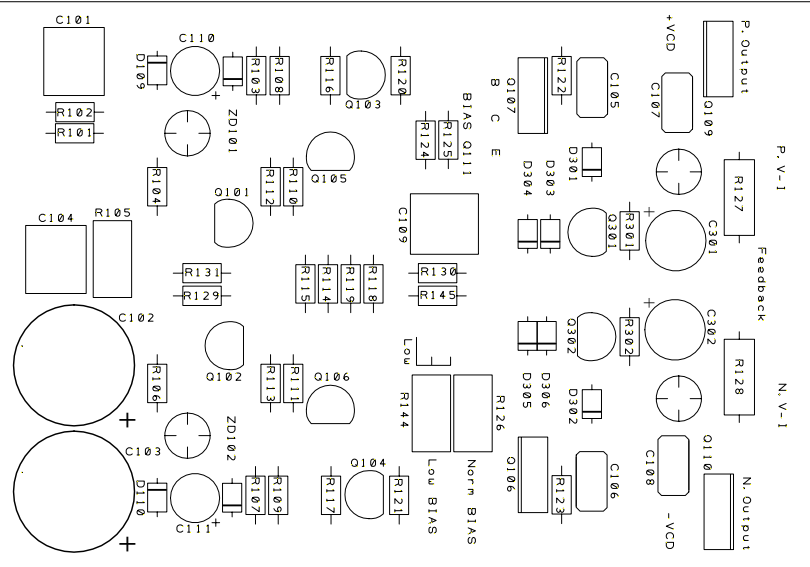 C101
R102
R101
D109
C110
R103
R108
ZD101
R116
Q103
R120
Q105
R104
Q101
R112
R110
BIAS Q111
R124
R125
B C E
Q107
R122
C105
+VCD
C107
Q109
P.Output
D301
D304
D303
P.V-1
R127
C104
R105
C109
Q301
R301
C301
R131
R129
R115
R114
R119
R118
R130
R145
Feedback
C102
Q102
R106
R113
R111
Q106
Low
R144
R126
D305
D306
Q302
R302
C302
D302
R128
N.V-1
C103
ZD102
D110
C111
R107
R109
R117
Q104
R121
Low BIAS
Norm BIAS
Q106
R123
C106
C108
Q110
-VCD
N.Output